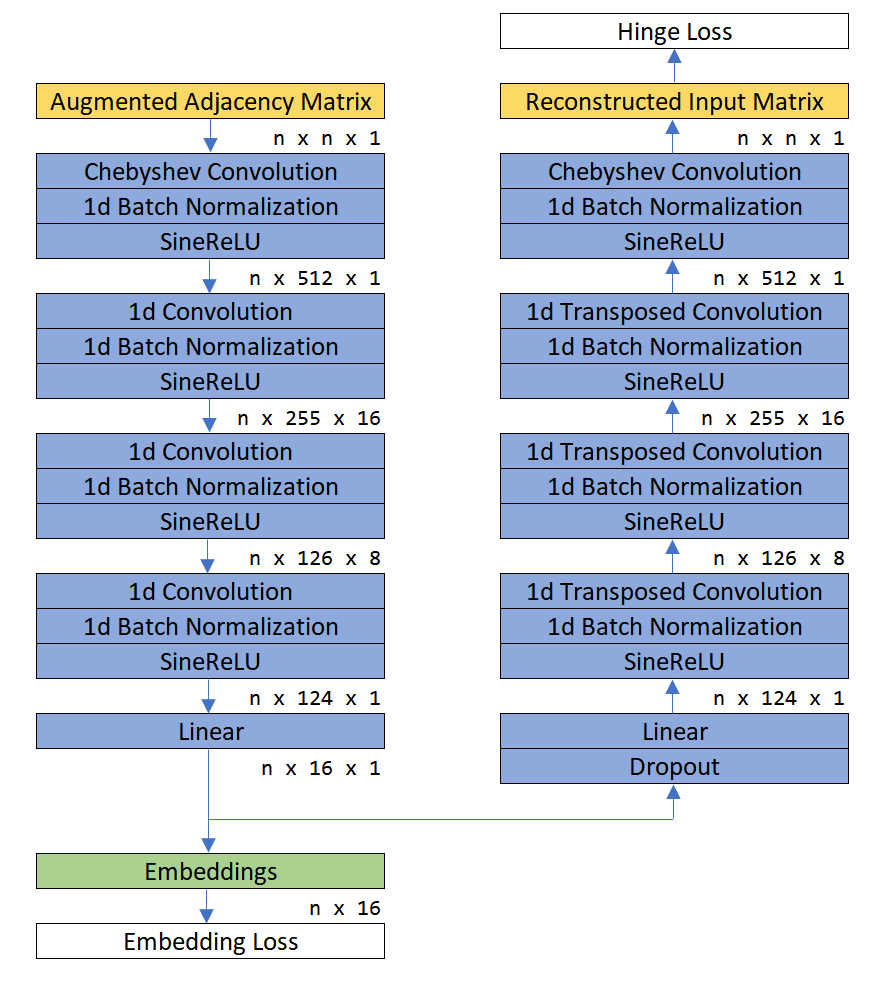 Augmented Adjacency Matrix
n x n x 1
Chebyshev Convolution
1d Batch Normalization
SineReLU
n x 512 x 1
1d Convolution
1d Batch Normalization
SineReLU
n x 255 x 16
1d Convolution
1d Batch Normalization
SineReLU
n x 126 x 8
1d Convolution
1d Batch Normalization
SineReLU
n x 124 x 1
Linear
n x 16 x 1
Embeddings
n x 16
Embedding Loss
Hinge Loss
Reconstructed Input Matrix
n x n x 1
Chebyshev Convolution
1d Batch Normalization
SineReLU
n x 512 x 1
1d Transposed Convolution
1d Batch Normalization
SineReLU
n x 255 x 16
1d Transposed Convolution
1d Batch Normalization
SineReLU
n x 126 x 8
1d Transposed Convolution
1d Batch Normalization
SineReLU
n x 124 x 1
Linear
Dropout